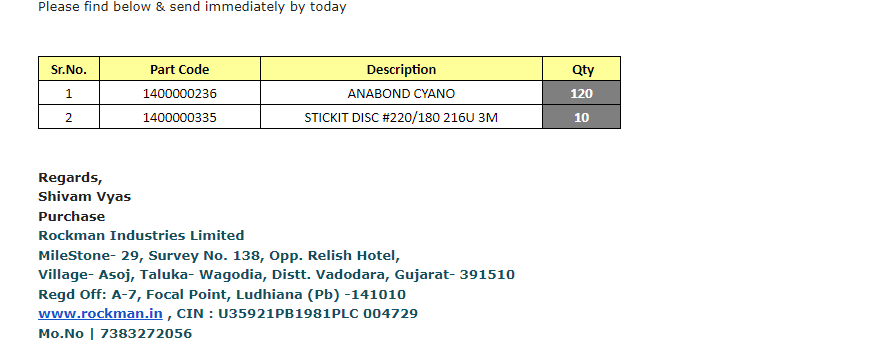 Please find below & send immediately by today
Sr.No. Part Code Description Qty
1 1400000236 ANABOND CYANO 120
2 1400000335 STICKIT DISC #220/180 216U 3M 10
Regards,
Shivam Vyas
Purchase
Rockman Industries Limited
MileStone- 29, Survey No. 138, Opp. Relish Hotel,
Village- Asoj, Taluka- Wagodia, Distt. Vadodara, Gujarat- 391510
Regd Off: A-7, Focal Point, Ludhiana (Pb) -141010
www.rockman.in , CIN : U35921PB1981PLC 004729
Mo.No | 7383272056